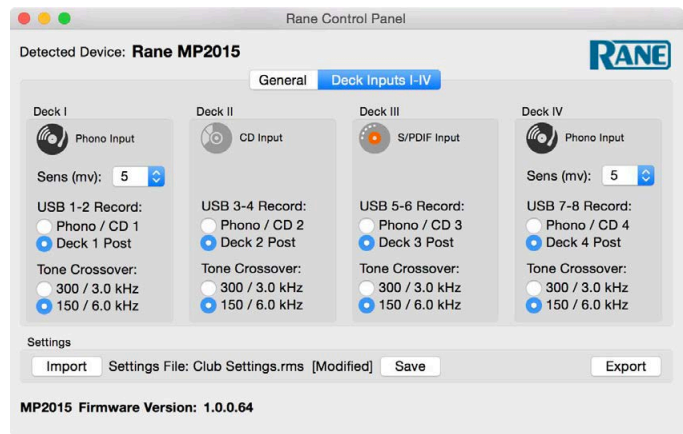 Rane Control Panel
Detected Device: Rane MP2015
RANE
General
Deck Inputs I-IV
Deck I
Phono Input
Sens (mv): 5
USB 1-2 Record:
Phono / CD 1
Deck 1 Post
Tone Crossover:
300 / 3.0 kHz
150 / 6.0 kHz
Deck II
CD Input
USB 3-4 Record:
Phono / CD 2
Deck 2 Post
Tone Crossover:
300 / 3.0 kHz
150 / 6.0 kHz
Deck III
S/PDIF Input
USB 5-6 Record:
Phono / CD 3
Deck 3 Post
Tone Crossover:
300 / 3.0 kHz
150 / 6.0 kHz
Deck IV
Phono Input
Sens (mv): 5
USB 7-8 Record:
Phono / CD 4
Deck 4 Post
Tone Crossover:
300 / 3.0 kHz
150 / 6.0 kHz
Settings
Import Settings File: Club Settings.rms [Modified] Save Export
MP2015 Firmware Version: 1.0.0.64